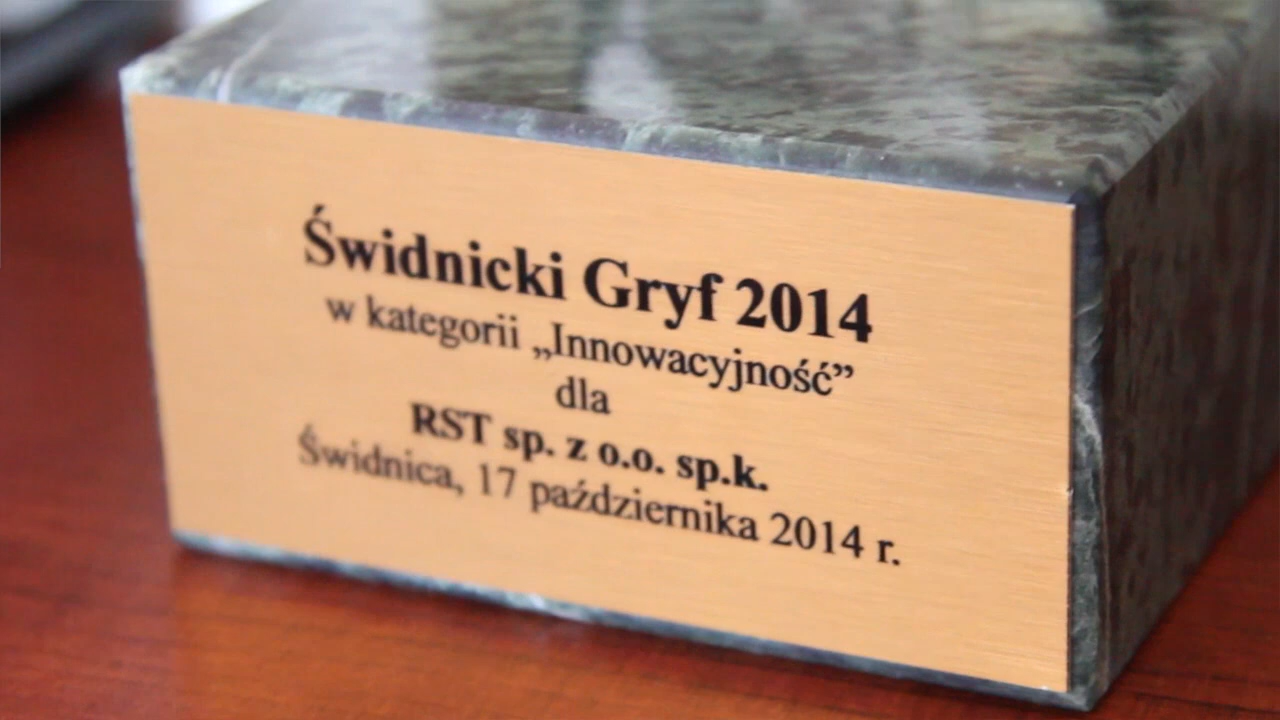 Świdnicki Gryf 2014
w kategorii „Innowacyjność”
dla
RST sp. z o.o. sp.k.
Świdnica, 17 października 2014 r.